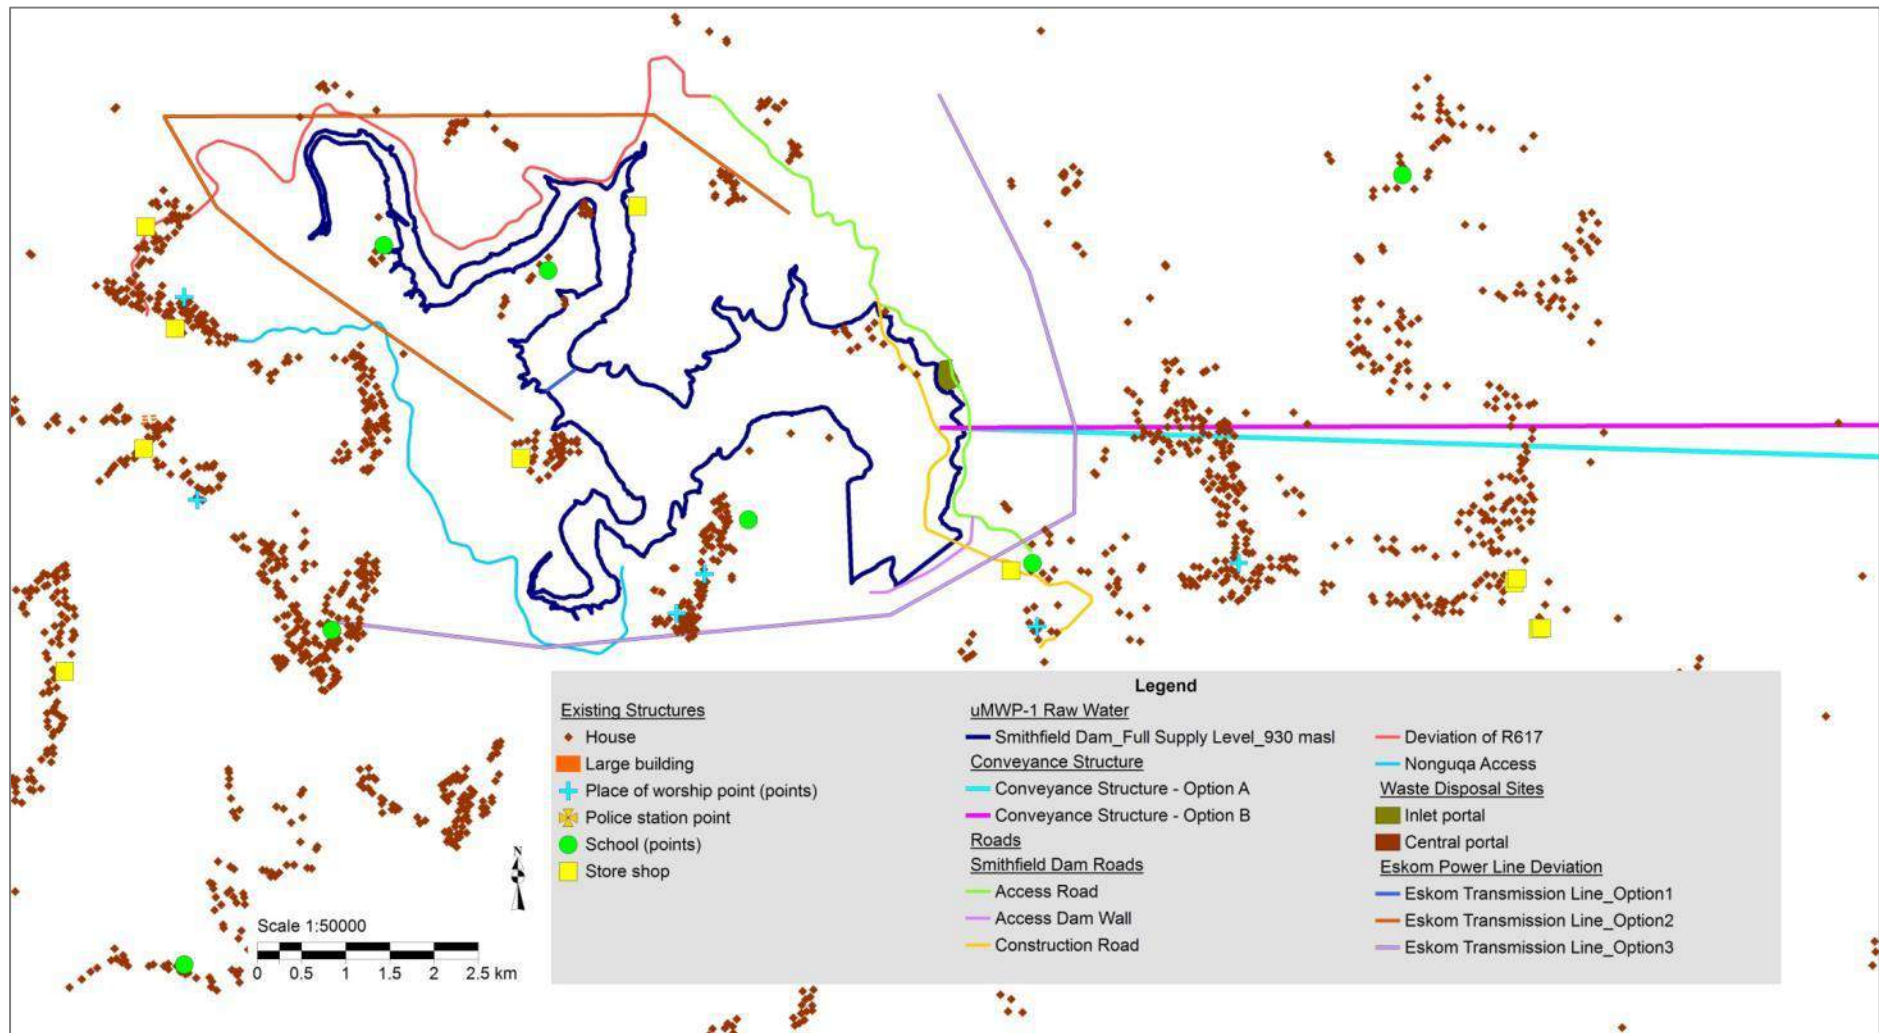 Legend
Existing Structures
House
Large building
Place of worship point (points)
Police station point
School (points)
Store shop
uMWP-1 Raw Water
Smithfield Dam_Full Supply Level_930 masl
Conveyance Structure
Conveyance Structure - Option A
Conveyance Structure - Option B
Roads
Smithfield Dam Roads
Access Road
Access Dam Wall
Construction Road
Deviation of R617
Nonguqa Access
Waste Disposal Sites
Inlet portal
Central portal
Eskom Power Line Deviation
Eskom Transmission Line_Option1
Eskom Transmission Line_Option2
Eskom Transmission Line_Option3
N
Scale 1:50000
0 0.5 1 1.5 2 2.5 km